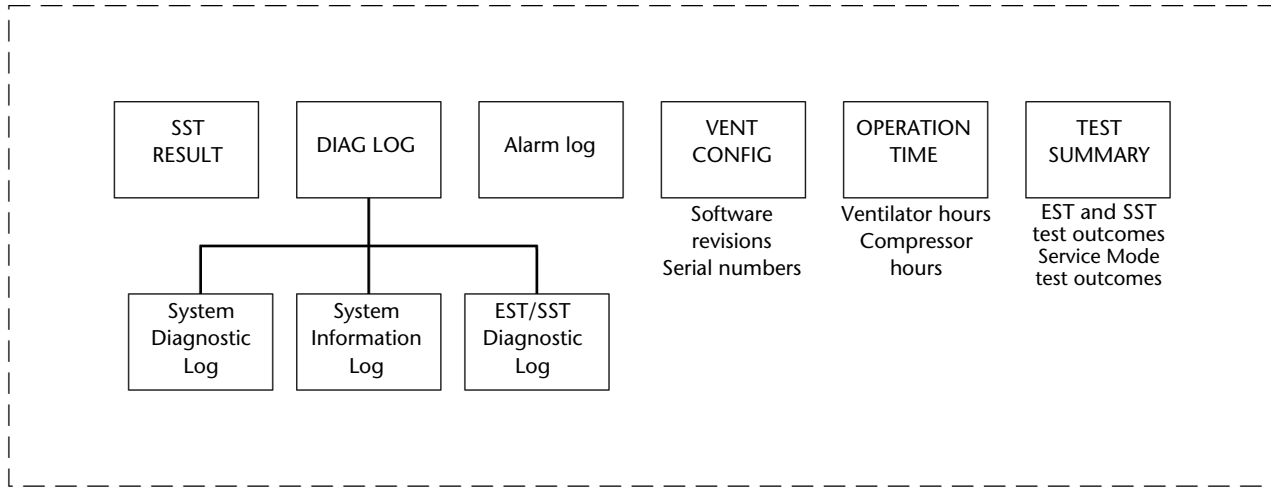 SST
RESULT
DIAG LOG
Alarm log
VENT
CONFIG
OPERATION
TIME
TEST
SUMMARY
Software
revisions
Serial numbers
Ventilator hours
Compressor
hours
EST and SST
test outcomes
Service Mode
test outcomes
System
Diagnostic
Log
System
Information
Log
EST/SST
Diagnostic
Log